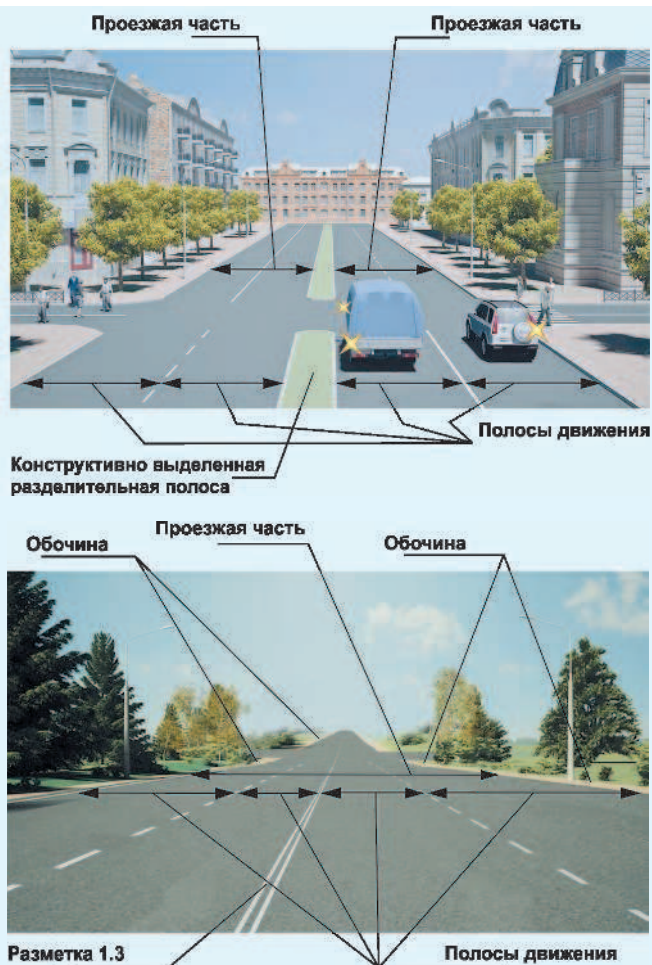 Проезжая часть
Проезжая часть
Полосы движения
Конструктивно выделенная
разделительная полоса
Проезжая часть
Обочина
Обочина
Разметка 1.3
Полосы движения